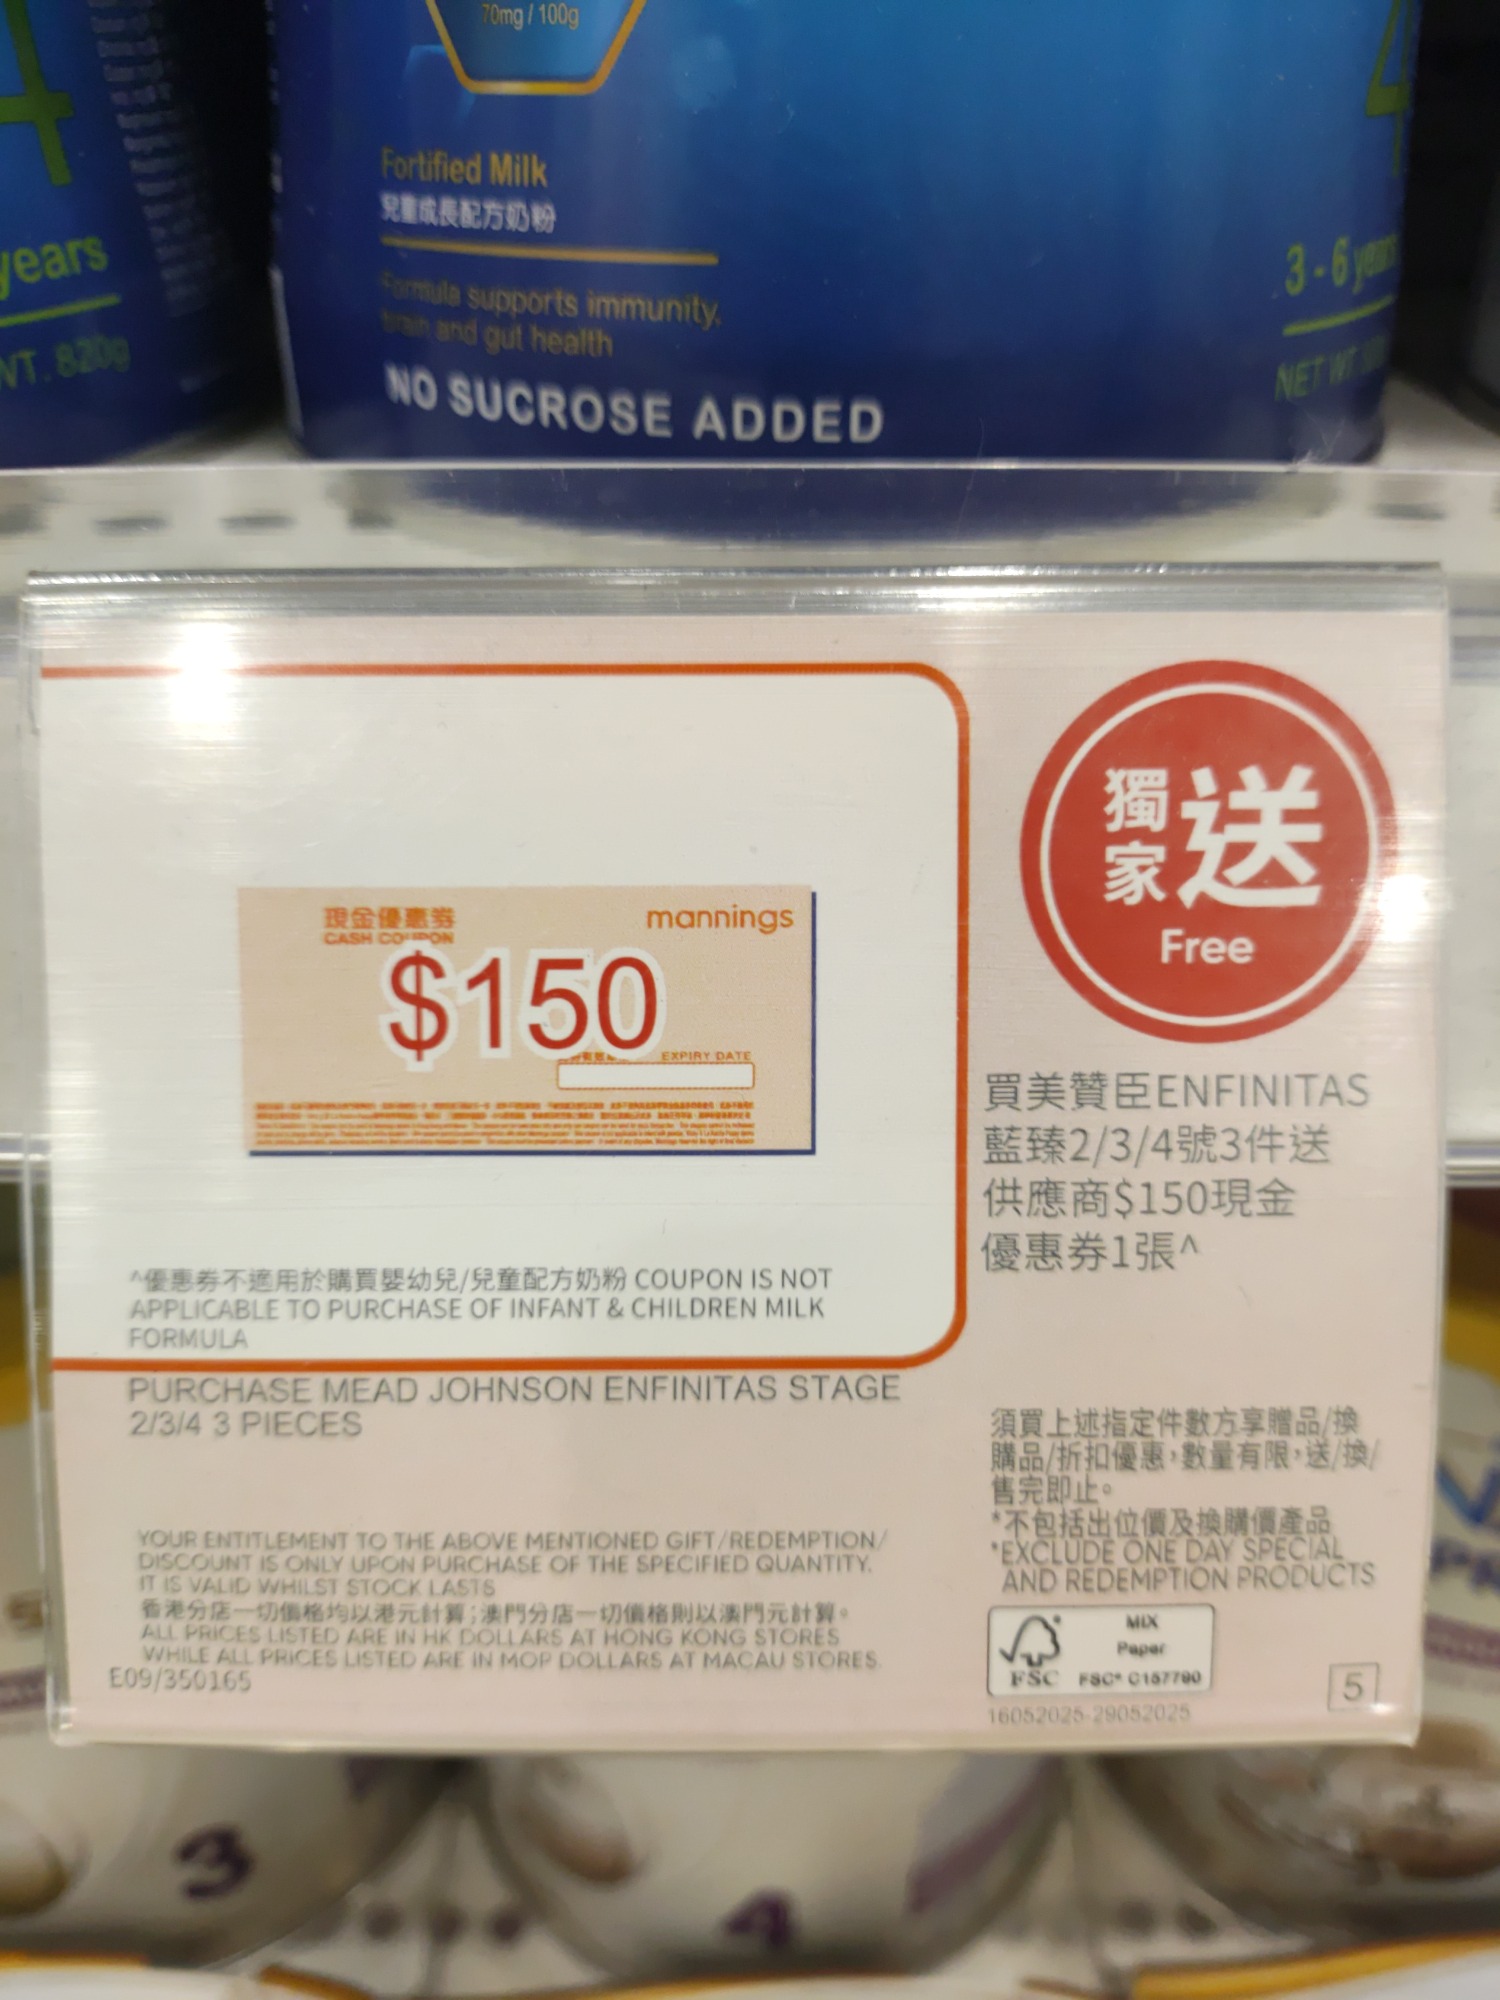 70mg / 100g
4
Fortified Milk
兒童成長配方奶粉
years
3 - 6 years
Formula supports immunity,
brain and gut health
WT. 820g
NET WT.
NO SUCROSE ADDED
獨家送
Free
現金優惠券
mannings
CASH COUPON
$150
EXPIRY DATE
買美贊臣ENFINITAS
藍臻2/3/4號3件送
供應商$150現金
優惠券1張^
^優惠券不適用於購買嬰幼兒/兒童配方奶粉 COUPON IS NOT
APPLICABLE TO PURCHASE OF INFANT & CHILDREN MILK
FORMULA
PURCHASE MEAD JOHNSON ENFINITAS STAGE
2/3/4 3 PIECES
須買上述指定件數方享贈品/換
購品/折扣優惠,數量有限,送/換/
售完即止。
*不包括出位價及換購價產品
*EXCLUDE ONE DAY SPECIAL
AND REDEMPTION PRODUCTS
YOUR ENTITLEMENT TO THE ABOVE MENTIONED GIFT/REDEMPTION/
DISCOUNT IS ONLY UPON PURCHASE OF THE SPECIFIED QUANTITY.
IT IS VALID WHILST STOCK LASTS
香港分店一切價格均以港元計算;澳門分店一切價格則以澳門元計算。
ALL PRICES LISTED ARE IN HK DOLLARS AT HONG KONG STORES
WHILE ALL PRICES LISTED ARE IN MOP DOLLARS AT MACAU STORES.
E09/350165
MIX
Paper
FSC
FSC® C157790
5
16052025-29052025
3
4